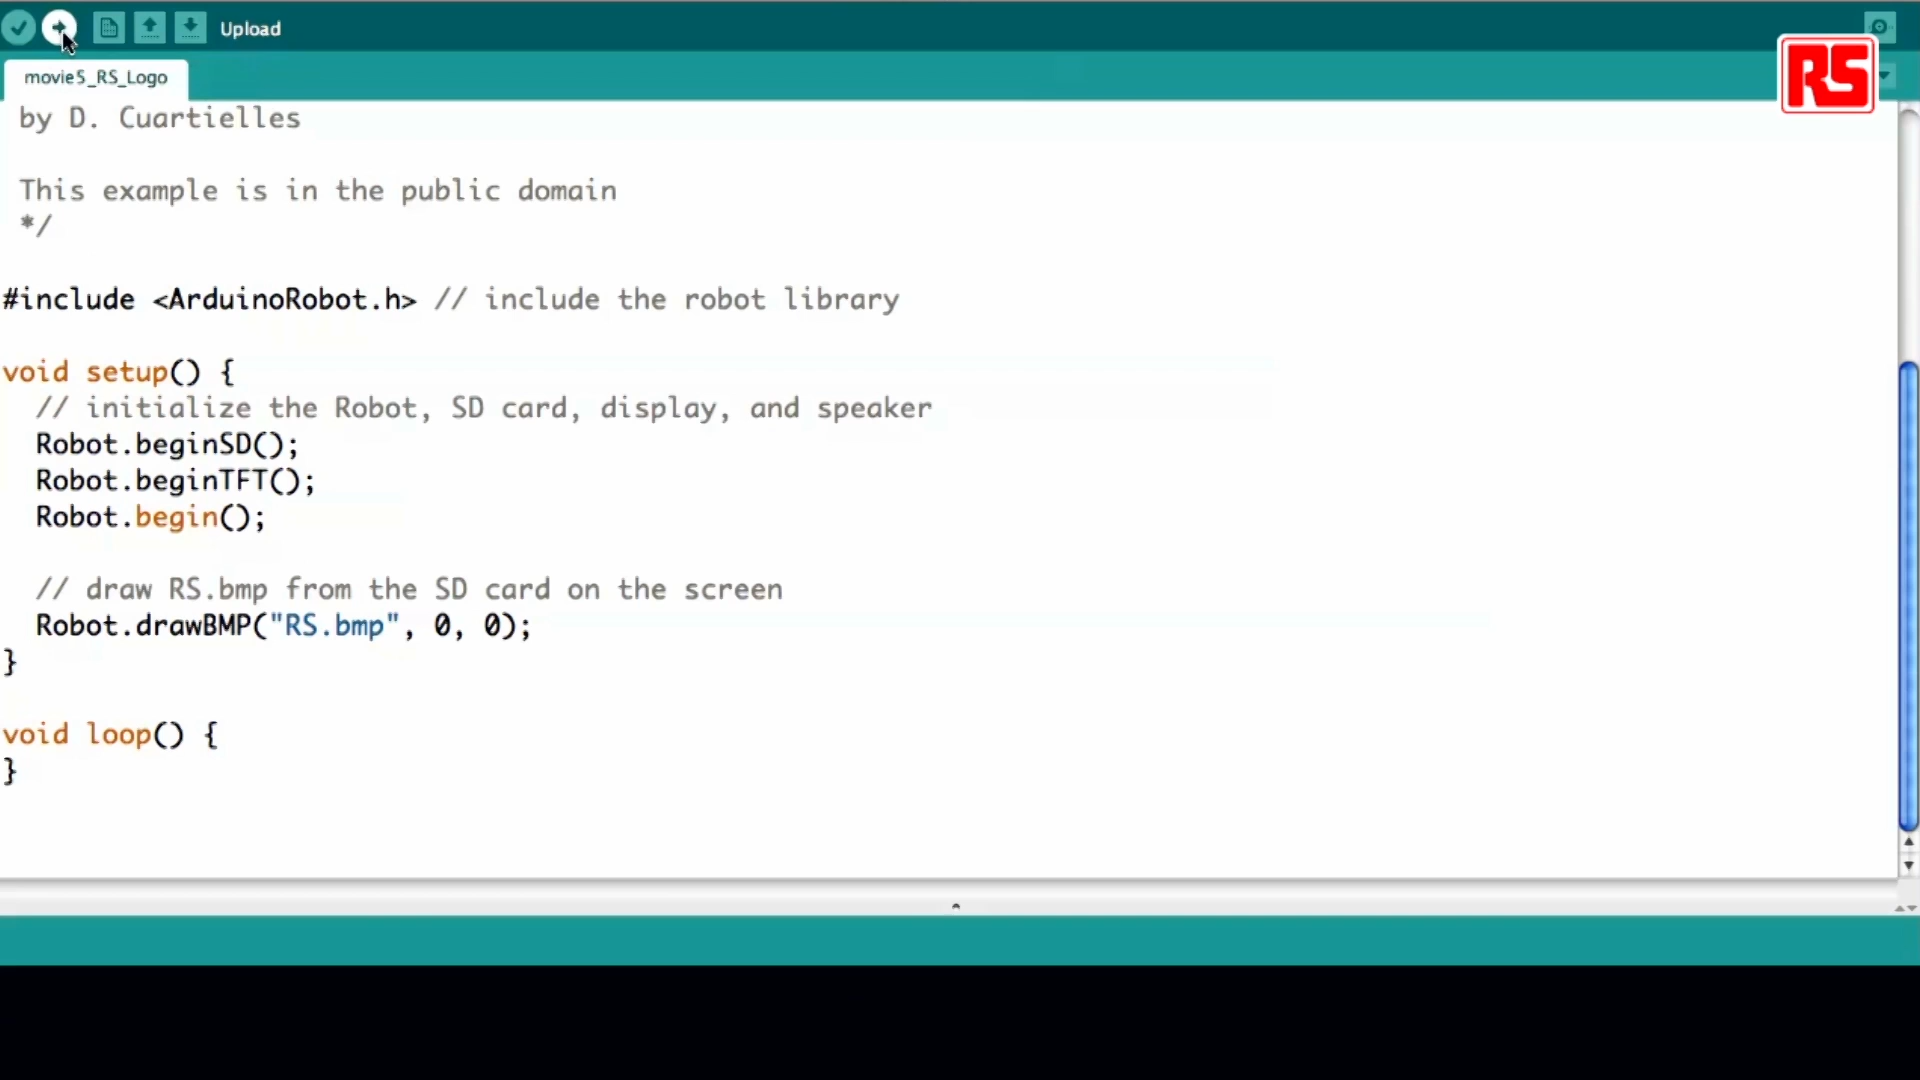 Upload
movie5_RS_Logo
RS
by D. Cuartielles
This example is in the public domain
*/
#include <ArduinoRobot.h> // include the robot library
void setup() {
// initialize the Robot, SD card, display, and speaker
Robot.beginSD();
Robot.beginTFT();
Robot.begin();
// draw RS.bmp from the SD card on the screen
Robot.drawBMP("RS.bmp", 0, 0);
}
void loop() {
}